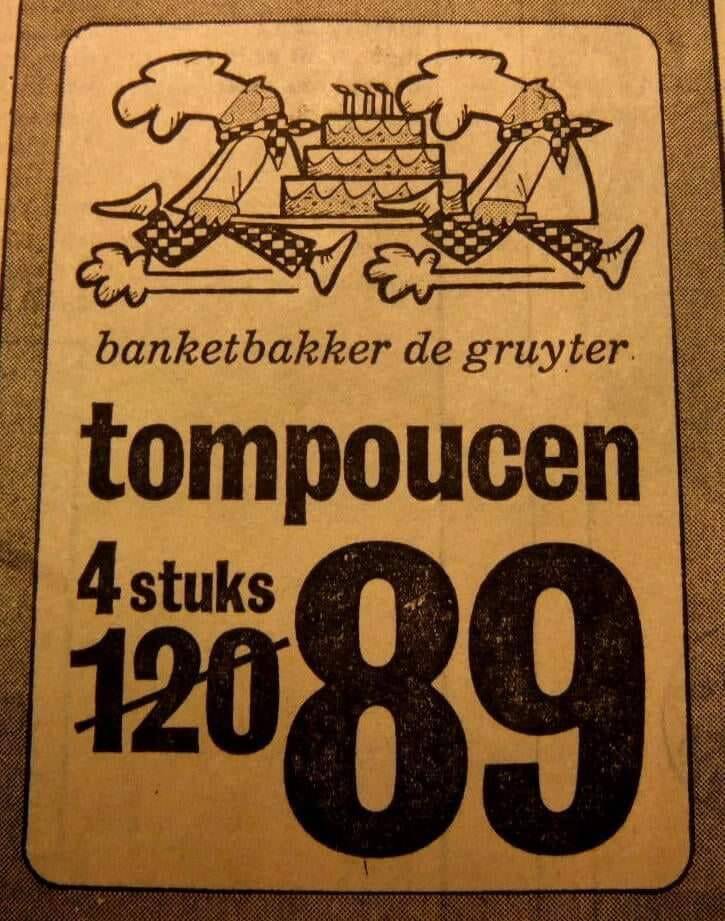 banketbakker de gruyter
tompoucen
4 stuks
120
89